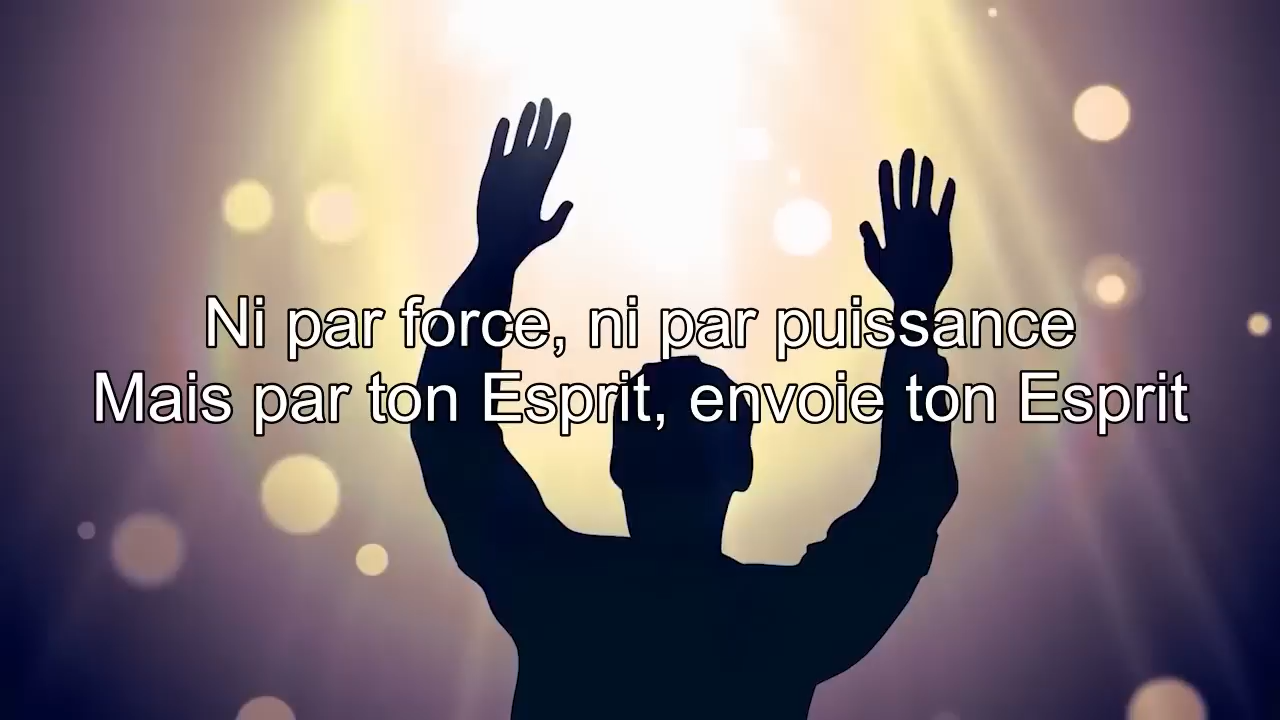 Ni par force, ni par puissance
Mais par ton Esprit, envoie ton Esprit